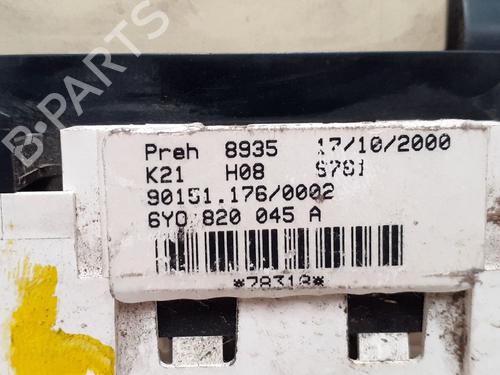 Preh 8935 17/10/2000
K21 H08 S781
90151.176/0002
6Y0 820 045 A
*78318*
B-PARTS